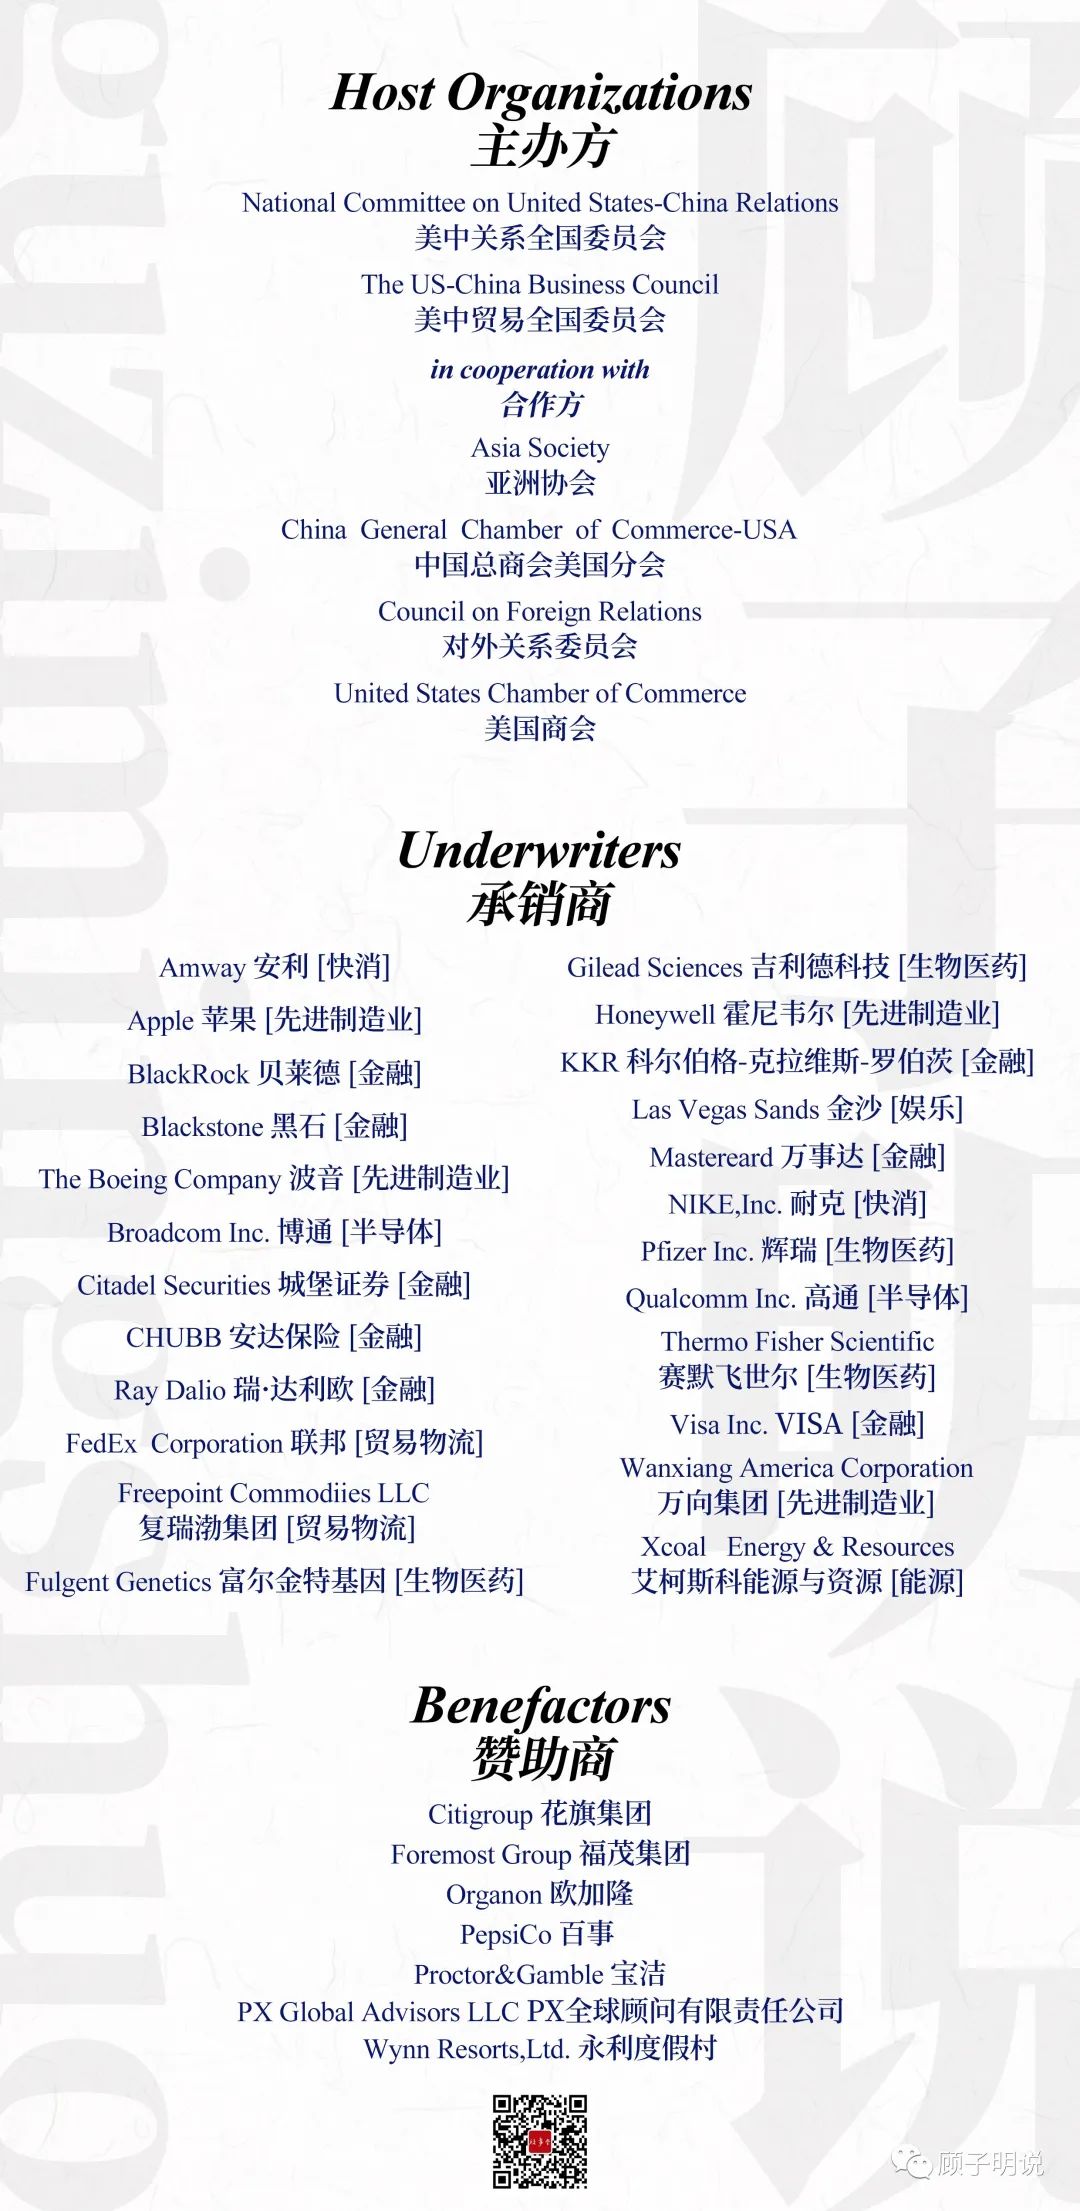 Host Organizations
主办方
National Committee on United States-China Relations
美中关系全国委员会
The US-China Business Council
美中贸易全国委员会
in cooperation with
合作方
Asia Society
亚洲协会
China General Chamber of Commerce-USA
中国总商会美国分会
Council on Foreign Relations
对外关系委员会
United States Chamber of Commerce
美国商会
Underwriters
承销商
Amway 安利 [快消]
Apple 苹果 [先进制造业]
BlackRock 贝莱德 [金融]
Blackstone 黑石 [金融]
The Boeing Company 波音 [先进制造业]
Broadcom Inc. 博通 [半导体]
Citadel Securities 城堡证券 [金融]
CHUBB 安达保险 [金融]
Ray Dalio 瑞·达利欧 [金融]
FedEx Corporation 联邦 [贸易物流]
Freepoint Commodiies LLC
复瑞渤集团 [贸易物流]
Fulgent Genetics 富尔金特基因 [生物医药]
Gilead Sciences 吉利德科技 [生物医药]
Honeywell 霍尼韦尔 [先进制造业]
KKR 科尔伯格-克拉维斯-罗伯茨 [金融]
Las Vegas Sands 金沙 [娱乐]
Mastereard 万事达 [金融]
NIKE,Inc. 耐克 [快消]
Pfizer Inc. 辉瑞 [生物医药]
Qualcomm Inc. 高通 [半导体]
Thermo Fisher Scientific
赛默飞世尔 [生物医药]
Visa Inc. VISA [金融]
Wanxiang America Corporation
万向集团 [先进制造业]
Xcoal Energy & Resources
艾柯斯科能源与资源 [能源]
Benefactors
赞助商
Citigroup 花旗集团
Foremost Group 福茂集团
Organon 欧加隆
PepsiCo 百事
Proctor&Gamble 宝洁
PX Global Advisors LLC PX全球顾问有限责任公司
Wynn Resorts,Ltd. 永利度假村
顾子明说
guzimingshuo
顾子明说